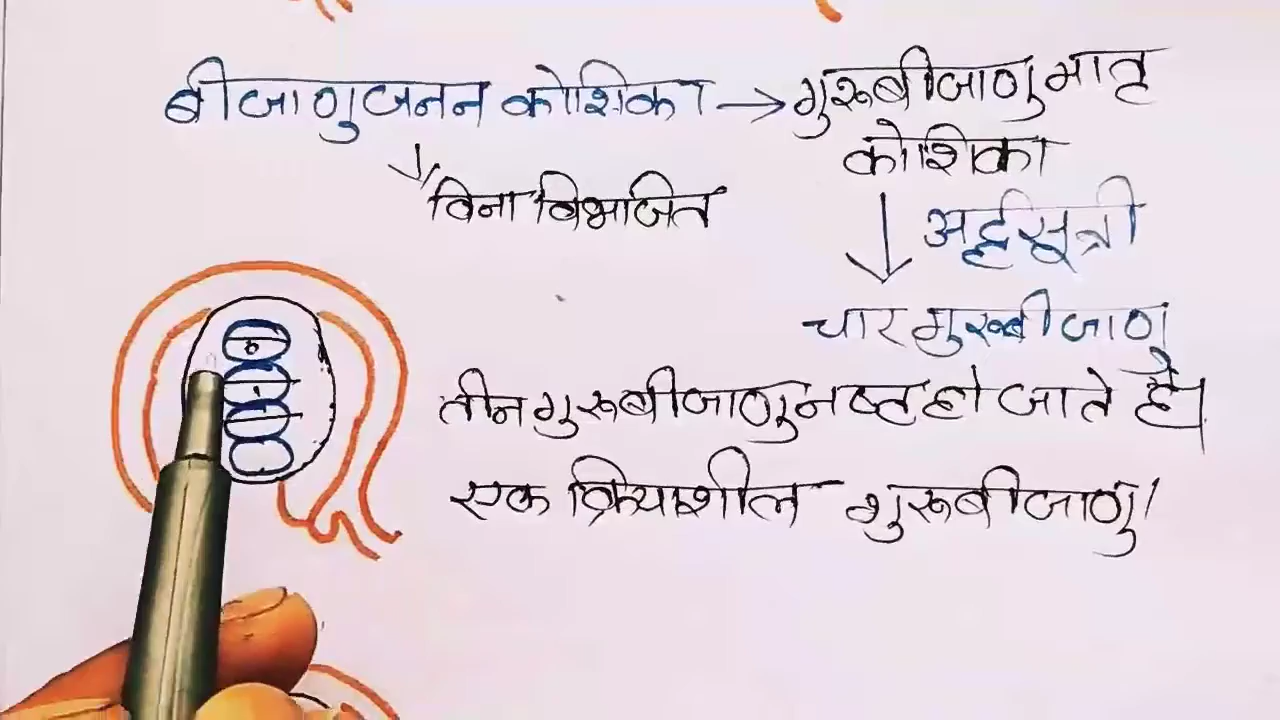 बीजाणुजनन कोशिका → गुरूबीजाणु मातृ
कोशिका
↓ बिना विभाजित
↓ अर्द्धसूत्री
चार गुरूबीजाणु
तीन गुरूबीजाणु नष्ट हो जाते है।
एक क्रियाशील गुरूबीजाणु।